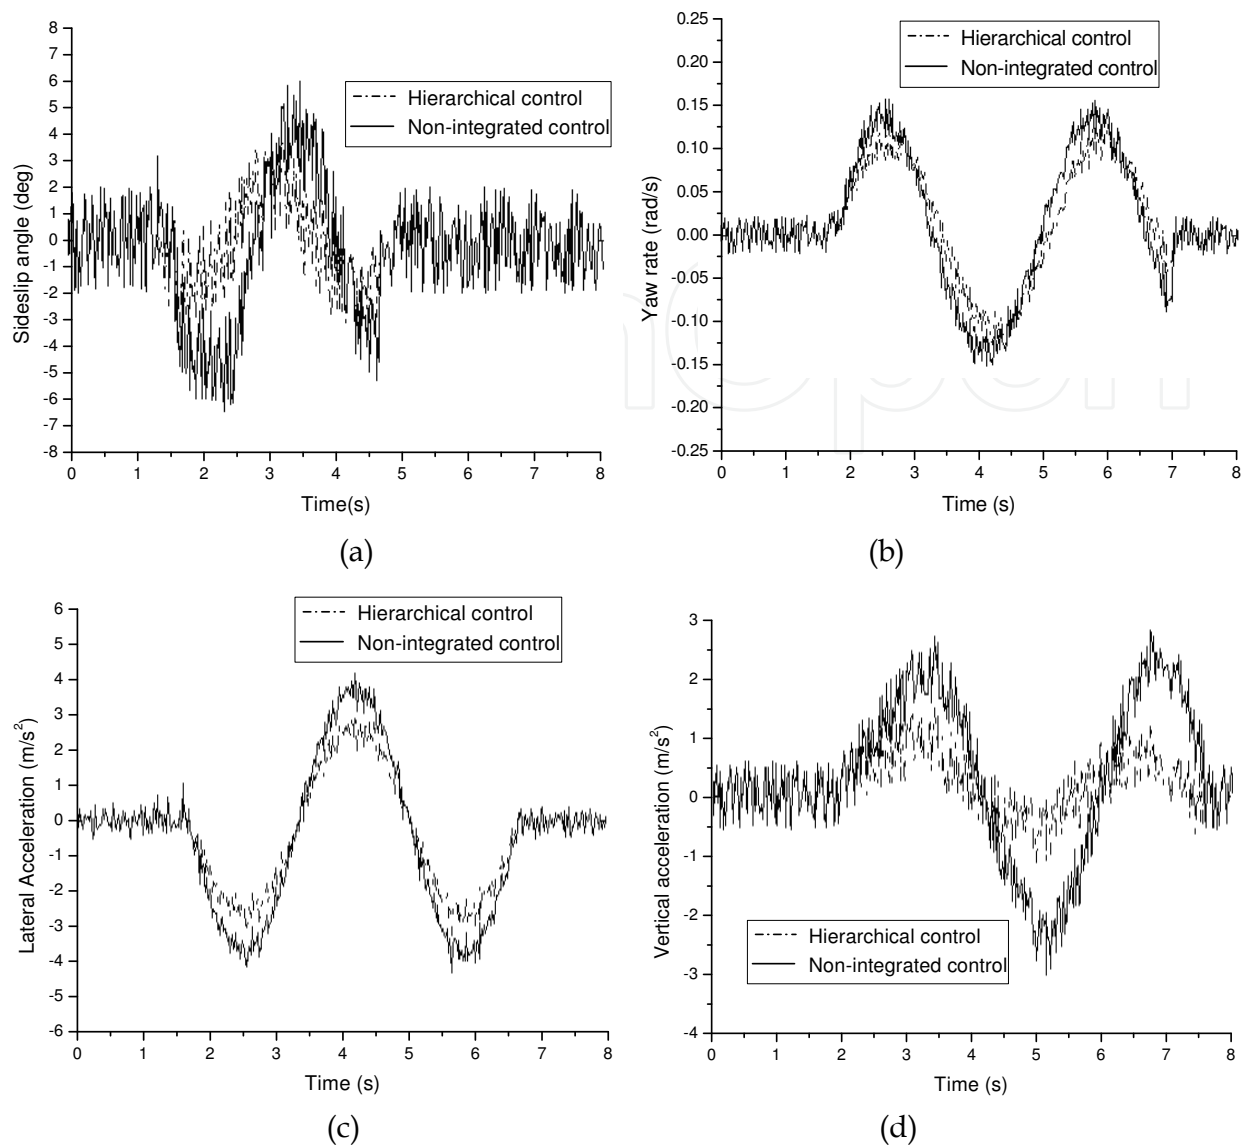 8
7
6
5
4
3
2
1
0
-1
-2
-3
-4
-5
-6
-7
-8
Sideslip angle (deg)
Hierarchical control
Non-integrated control
0 1 2 3 4 5 6 7 8
Time(s)
(a)
0.25
0.20
0.15
0.10
0.05
0.00
-0.05
-0.10
-0.15
-0.20
-0.25
Yaw rate (rad/s)
Hierarchical control
Non-integrated control
0 1 2 3 4 5 6 7 8
Time (s)
(b)
6
5
4
3
2
1
0
-1
-2
-3
-4
-5
-6
Lateral Acceleration (m/s²)
Hierarchical control
Non-integrated control
0 1 2 3 4 5 6 7 8
Time (s)
(c)
3
2
1
0
-1
-2
-3
-4
Vertical acceleration (m/s²)
Hierarchical control
Non-integrated control
0 1 2 3 4 5 6 7 8
Time (s)
(d)